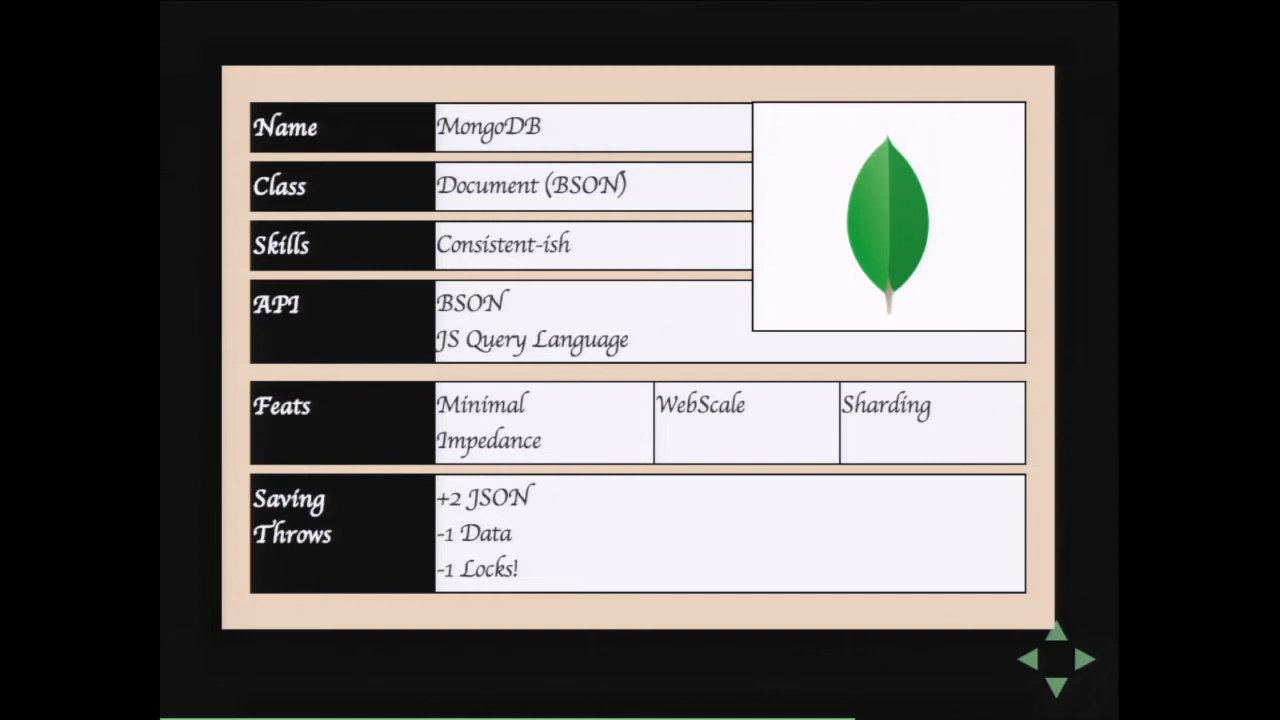 Name MongoDB
Class Document (BSON)
Skills Consistent-ish
API BSON
JS Query Language
Feats Minimal Impedance WebScale Sharding
Saving Throws +2 JSON
-1 Data
-1 Locks!